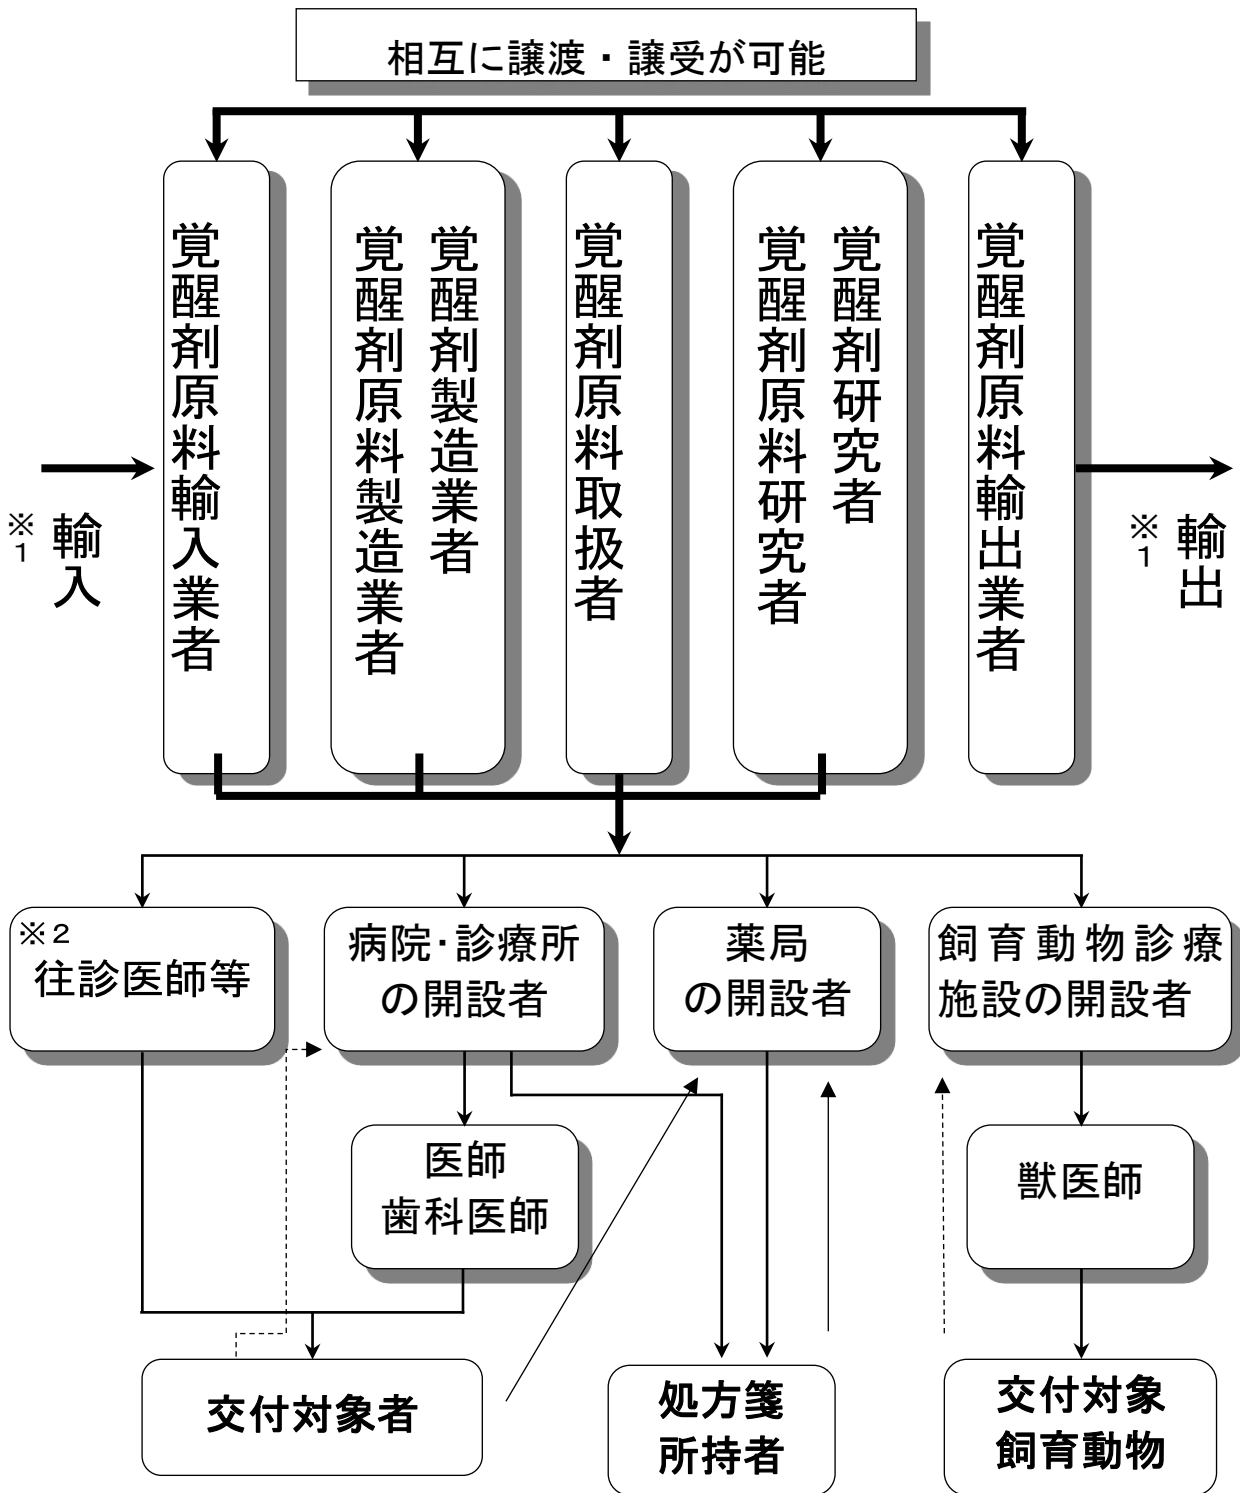 相互に譲渡・譲受が可能
覚醒剤原料輸入業者
覚醒剤製造業者
覚醒剤原料製造業者
覚醒剤原料取扱者
覚醒剤研究者
覚醒剤原料研究者
覚醒剤原料輸出業者
※1 輸入
※1 輸出
※2
往診医師等
病院・診療所
の開設者
薬局
の開設者
飼育動物診療
施設の開設者
医師
歯科医師
獣医師
交付対象者
処方箋
所持者
交付対象
飼育動物